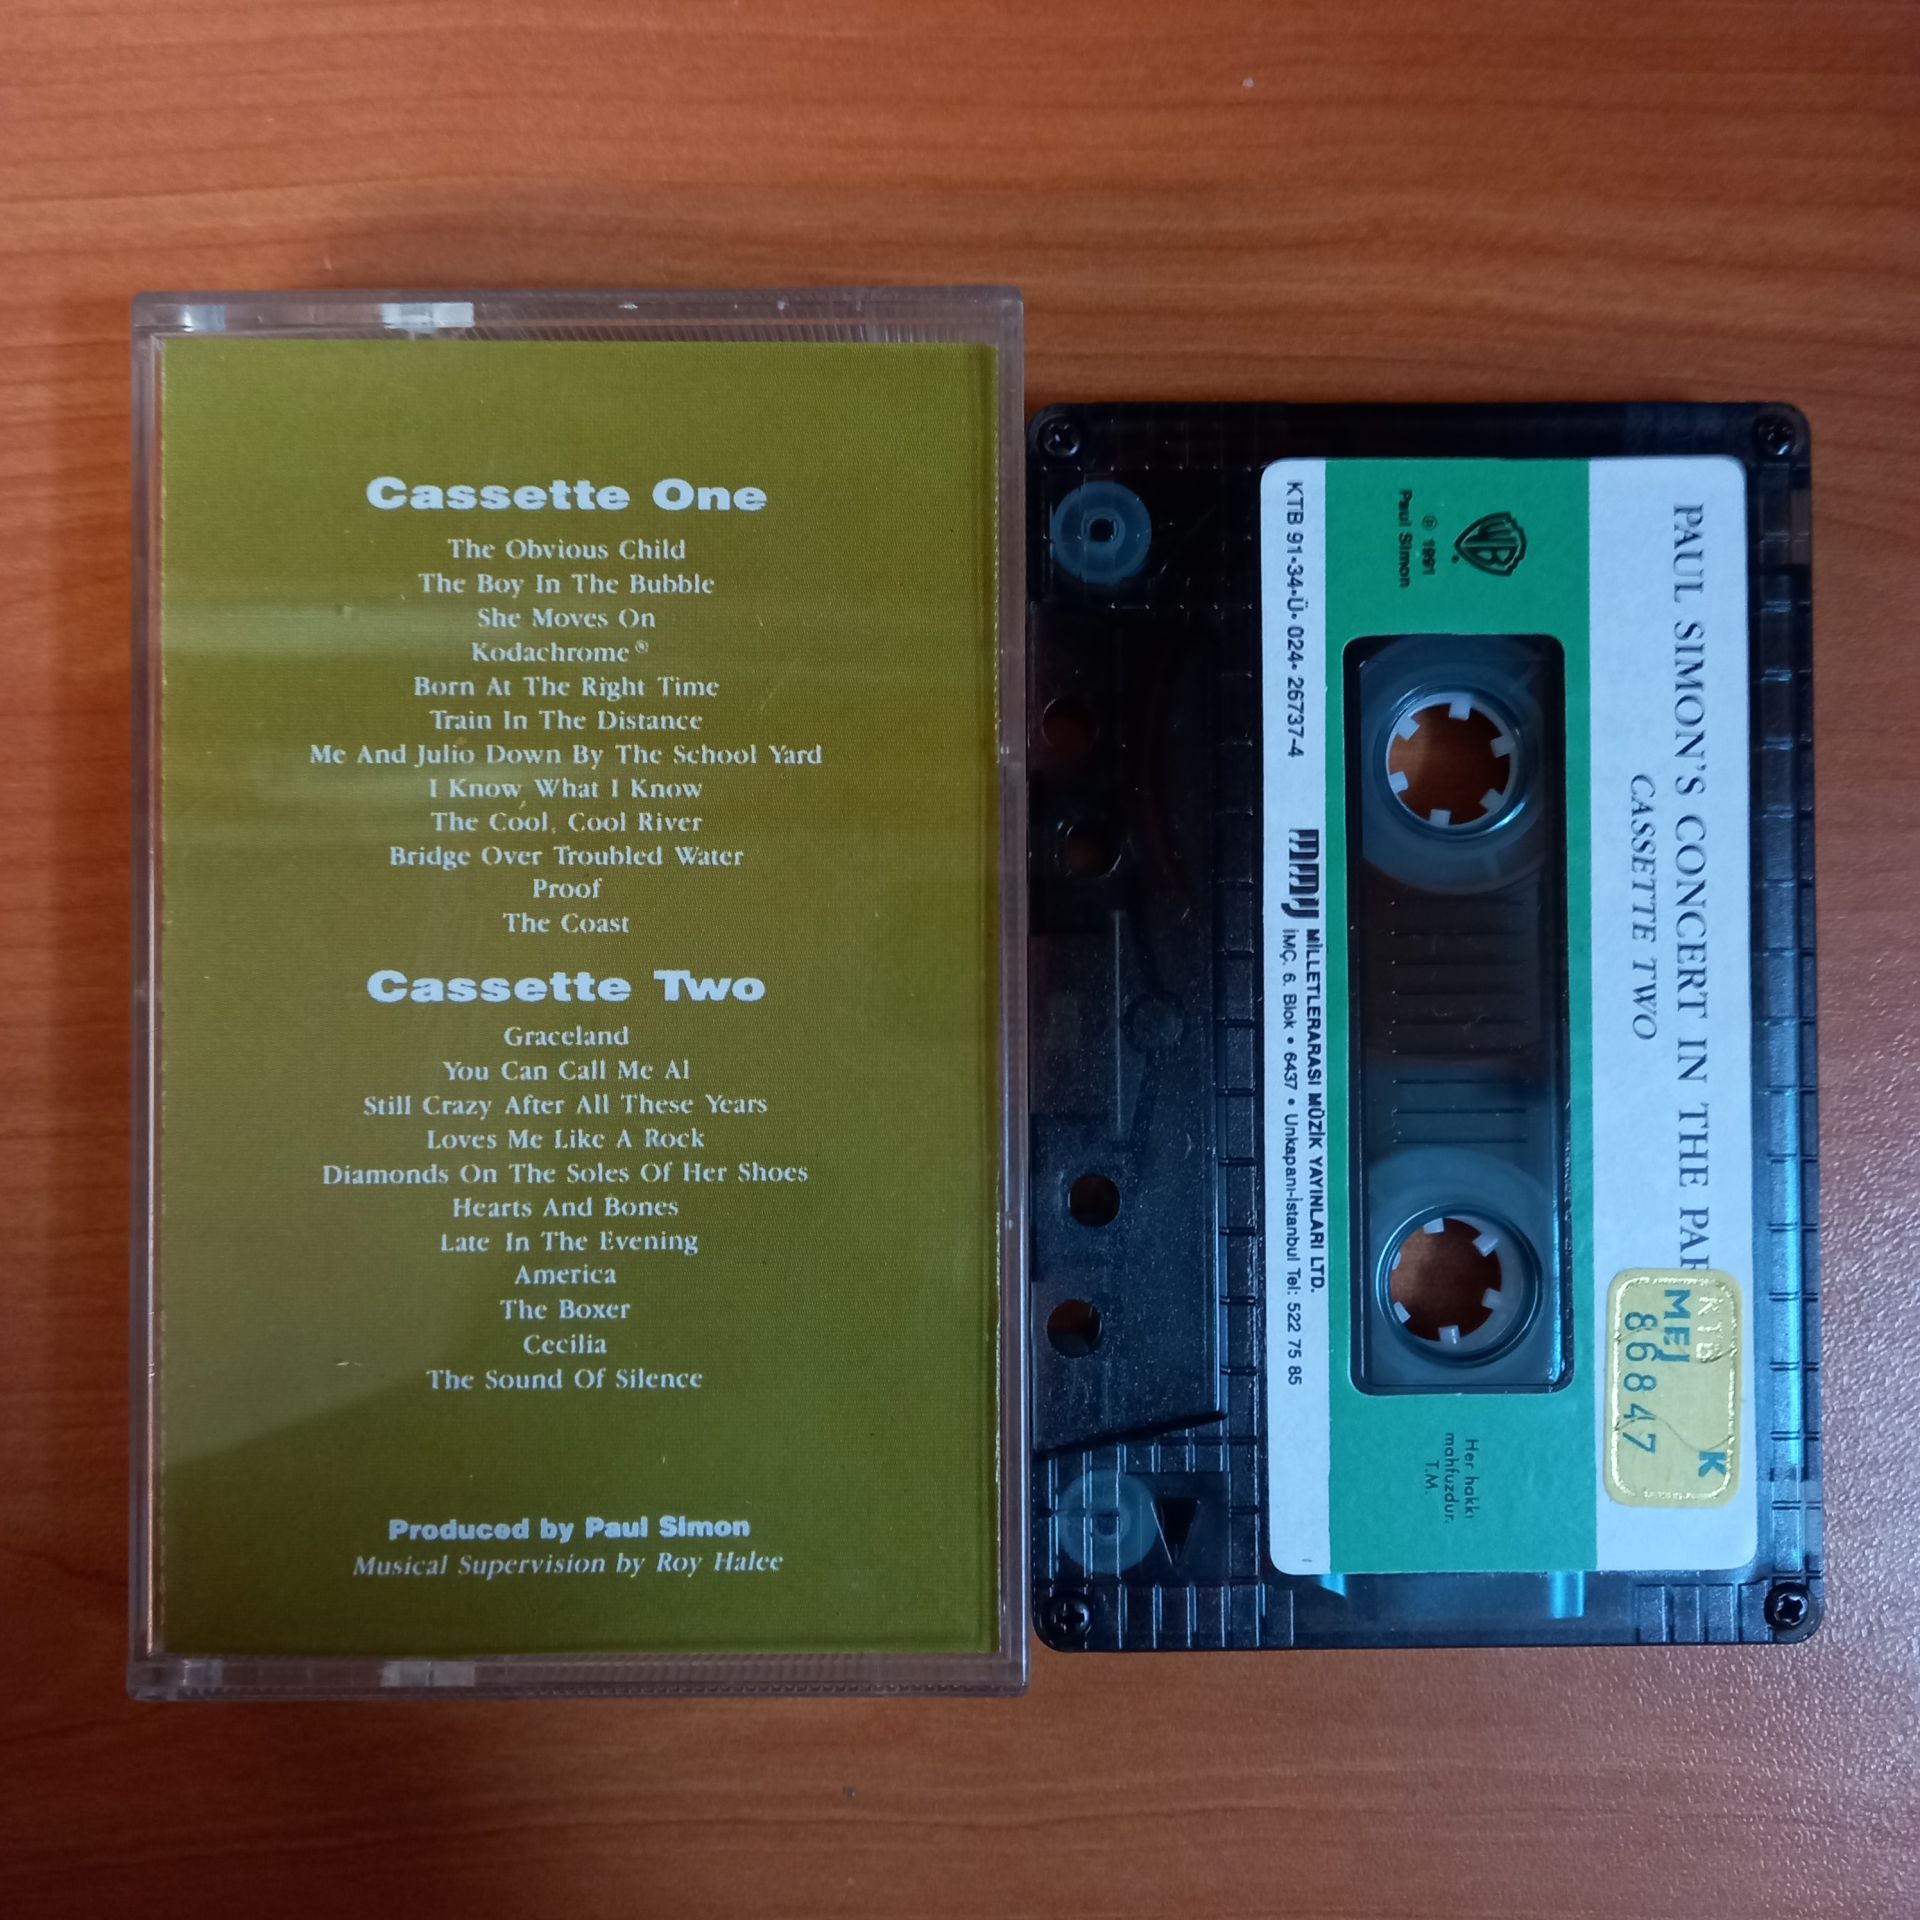 Cassette One
The Obvious Child
The Boy In The Bubble
She Moves On
Kodachrome®
Born At The Right Time
Train In The Distance
Me And Julio Down By The School Yard
I Know What I Know
The Cool, Cool River
Bridge Over Troubled Water
Proof
The Coast
Cassette Two
Graceland
You Can Call Me Al
Still Crazy After All These Years
Loves Me Like A Rock
Diamonds On The Soles Of Her Shoes
Hearts And Bones
Late In The Evening
America
The Boxer
Cecilia
The Sound Of Silence
Produced by Paul Simon
Musical Supervision by Roy Halee
PAUL SIMON'S CONCERT IN THE PAR
CASSETTE TWO
KTB K
MEJ
86847
WB
℗ 1991
Paul Simon
Her hakkı
mahfuzdur.
T.M.
KTB 91-34-Ü- 024- 26737-4
MMY
MİLLETLERARASI MÜZİK YAYINLARI LTD.
İMÇ. 6. Blok • 6437 • Unkapanı-İstanbul Tel: 522 75 85